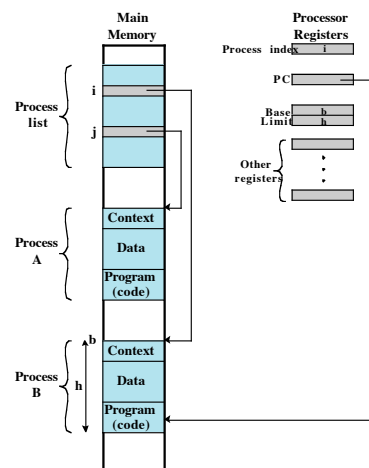 Main
Memory
Processor
Registers
Process index
i
PC
Base
b
Limit
h
Other
registers
Process
list
i
j
Process
A
Context
Data
Program
(code)
b
Process
B
h
Context
Data
Program
(code)